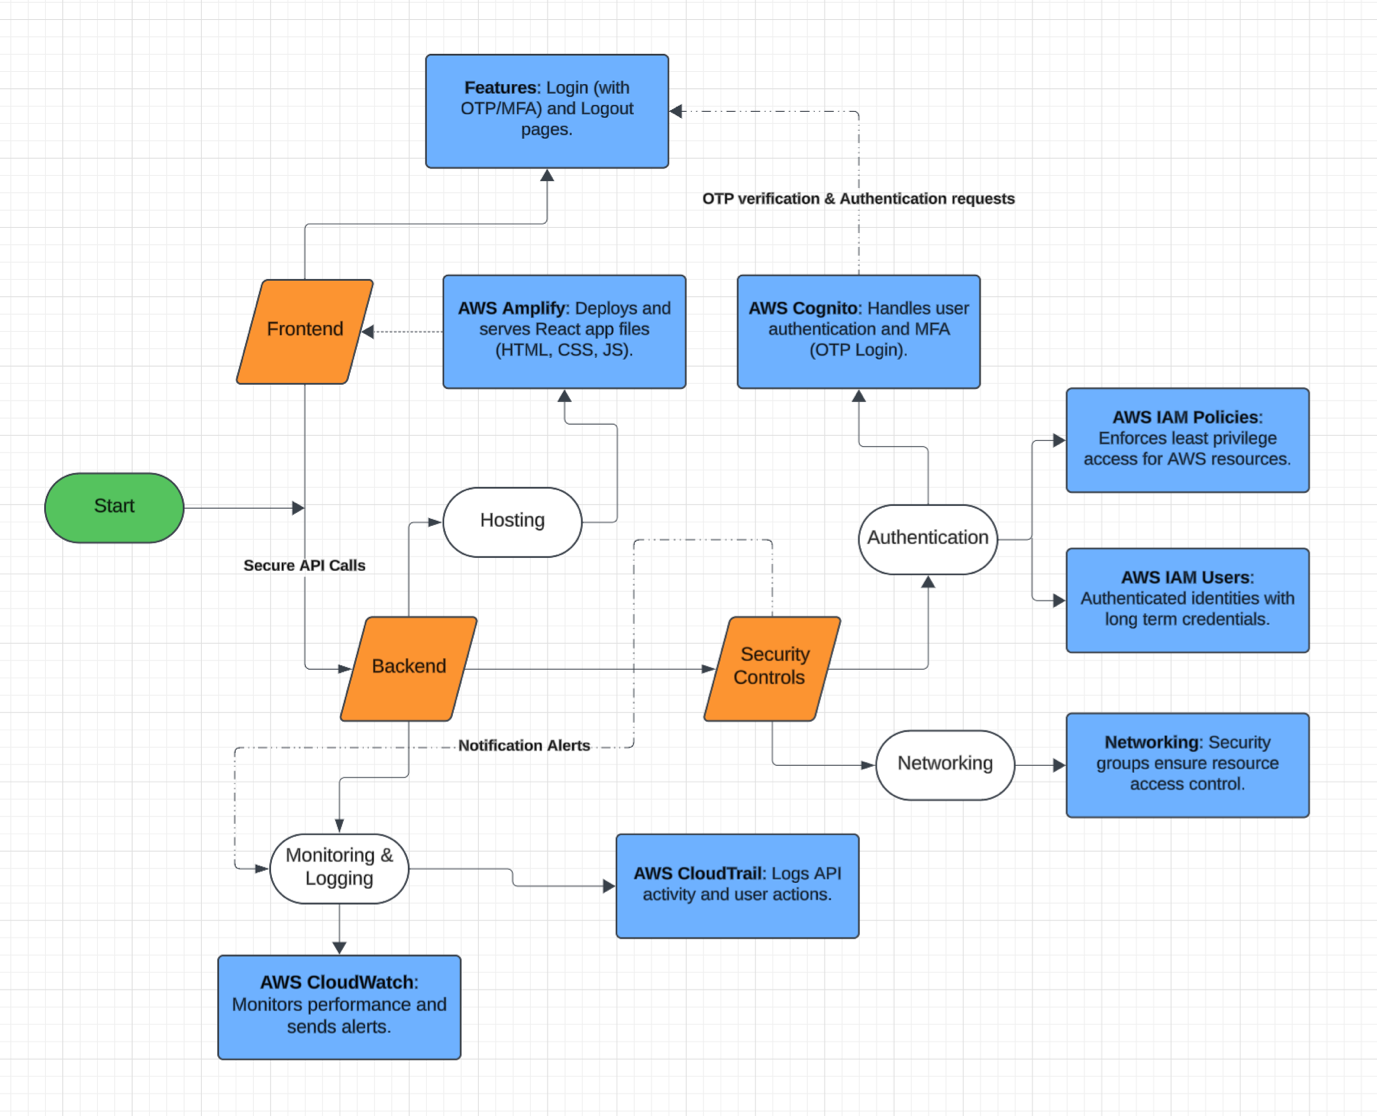 Features: Login (with
OTP/MFA) and Logout
pages.
OTP verification & Authentication requests
Frontend
AWS Amplify: Deploys and
serves React app files
(HTML, CSS, JS).
AWS Cognito: Handles user
authentication and MFA
(OTP Login).
AWS IAM Policies:
Enforces least privilege
access for AWS resources.
Start
Hosting
Authentication
Secure API Calls
AWS IAM Users:
Authenticated identities with
long term credentials.
Backend
Security
Controls
Notification Alerts
Networking
Networking: Security
groups ensure resource
access control.
Monitoring &
Logging
AWS CloudTrail: Logs API
activity and user actions.
AWS CloudWatch:
Monitors performance and
sends alerts.